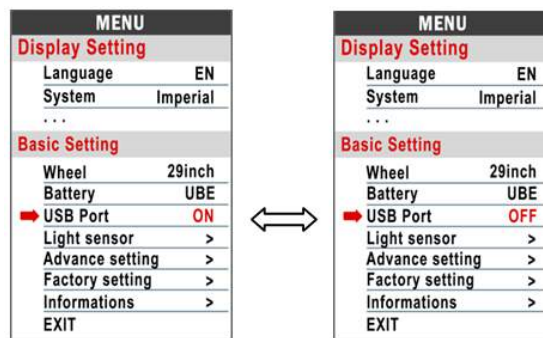 MENU
Display Setting
Language EN
System Imperial
. . .
Basic Setting
Wheel 29inch
Battery UBE
USB Port ON
Light sensor >
Advance setting >
Factory setting >
Informations >
EXIT
MENU
Display Setting
Language EN
System Imperial
. . .
Basic Setting
Wheel 29inch
Battery UBE
USB Port OFF
Light sensor >
Advance setting >
Factory setting >
Informations >
EXIT